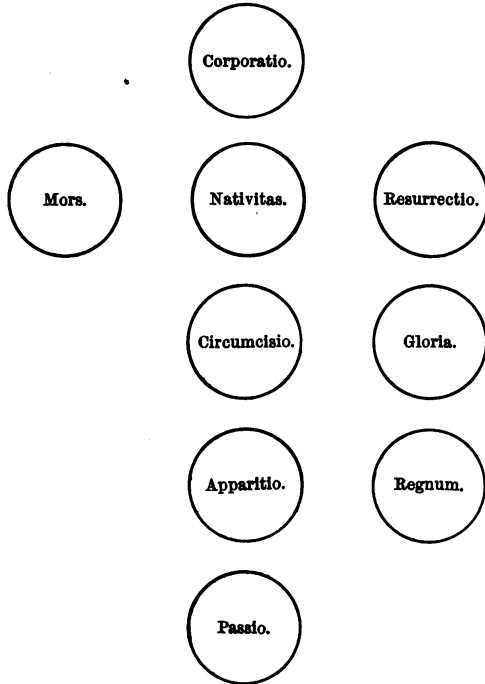 Corporatio.
Mors.
Nativitas.
Resurrectio.
Circumcisio.
Gloria.
Apparitio.
Regnum.
Passio.